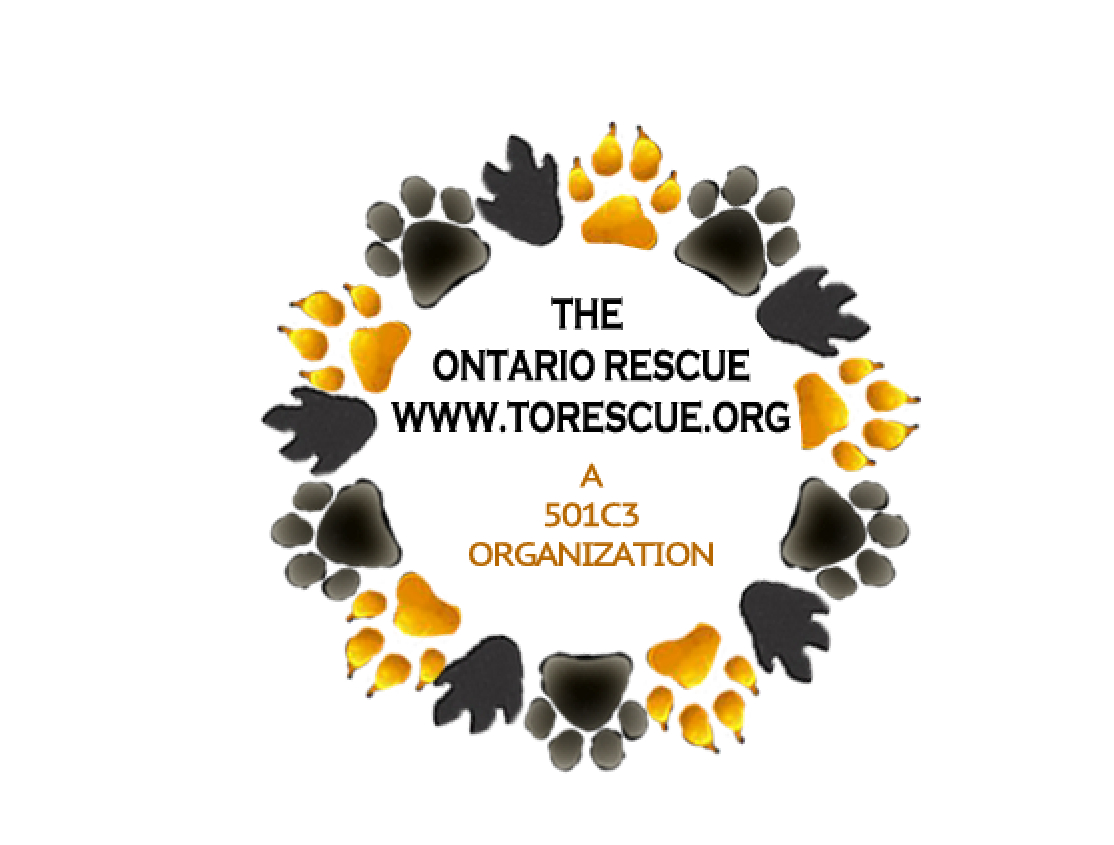 THE
ONTARIO RESCUE
WWW.TORESCUE.ORG
A
501C3
ORGANIZATION